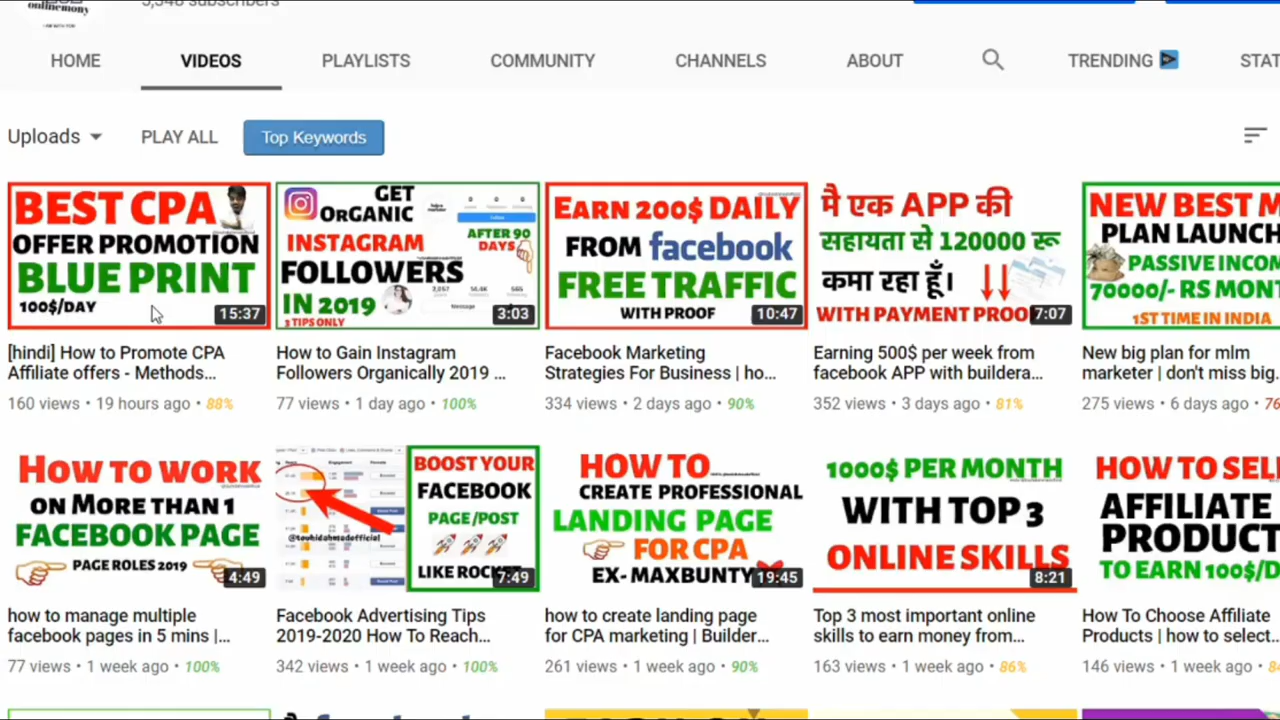 onlinemony
5,348 subscribers
HOME VIDEOS PLAYLISTS COMMUNITY CHANNELS ABOUT TRENDING STAT
Uploads PLAY ALL Top Keywords
BEST CPA
OFFER PROMOTION
BLUE PRINT
100$/DAY
15:37
[hindi] How to Promote CPA
Affiliate offers - Methods...
160 views • 19 hours ago • 88%
GET
ORGANIC
INSTAGRAM
AFTER 90
DAYS
FOLLOWERS
IN 2019
Message
3 TIPS ONLY
3:03
How to Gain Instagram
Followers Organically 2019 ...
77 views • 1 day ago • 100%
EARN 200$ DAILY
FROM facebook
FREE TRAFFIC
WITH PROOF
10:47
Facebook Marketing
Strategies For Business | ho...
334 views • 2 days ago • 90%
मै एक APP की
सहायता से 120000 रू
कमा रहा हूँ।
WITH PAYMENT PROO
7:07
Earning 500$ per week from
facebook APP with buildera...
352 views • 3 days ago • 81%
NEW BEST M
PLAN LAUNCH
PASSIVE INCOM
70000/- RS MONT
1ST TIME IN INDIA
New big plan for mlm
marketer | don't miss big.
275 views • 6 days ago • 76
HOW TO WORK
ON MORE THAN 1
FACEBOOK PAGE
PAGE ROLES 2019
4:49
how to manage multiple
facebook pages in 5 mins |...
77 views • 1 week ago • 100%
@touhidahmadofficial
BOOST YOUR
FACEBOOK
PAGE/POST
LIKE ROCKET
7:49
Facebook Advertising Tips
2019-2020 How To Reach...
342 views • 1 week ago • 100%
HOW TO
CREATE PROFESSIONAL
LANDING PAGE
FOR CPA
EX- MAXBUNTY
19:45
how to create landing page
for CPA marketing | Builder...
261 views • 1 week ago • 90%
1000$ PER MONTH
WITH TOP 3
ONLINE SKILLS
8:21
Top 3 most important online
skills to earn money from...
163 views • 1 week ago • 86%
HOW TO SEL
AFFILIATE
PRODUCT
TO EARN 100$/D
How To Choose Affiliate
Products | how to select...
146 views • 1 week ago • 84